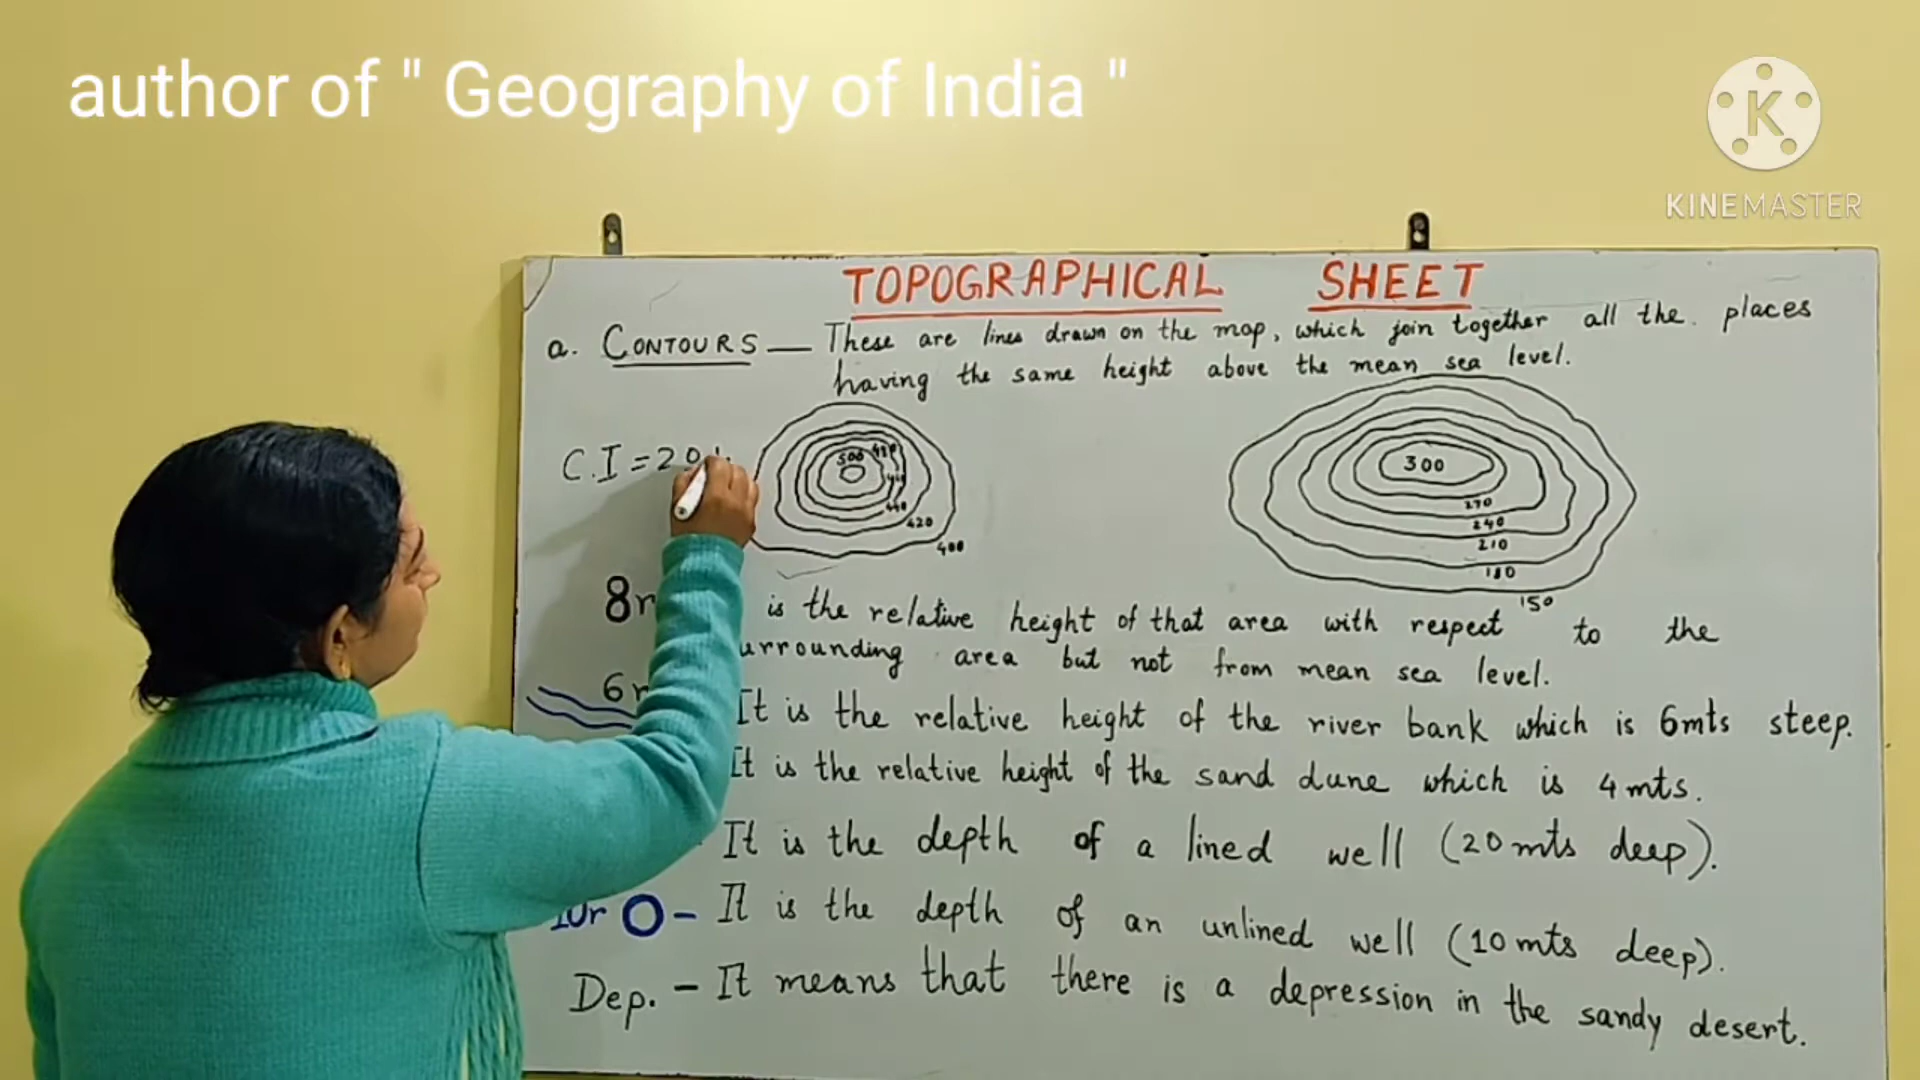 author of " Geography of India "
K
KINEMASTER
TOPOGRAPHICAL SHEET
a. CONTOURS — These are lines drawn on the map, which join together all the places
having the same height above the mean sea level.
C.I = 20
500
480
460
440
420
400
300
270
240
210
180
150
8r is the relative height of that area with respect to the
urrounding area but not from mean sea level.
6r It is the relative height of the river bank which is 6mts steep.
It is the relative height of the sand dune which is 4mts.
It is the depth of a lined well (20mts deep).
10r O - It is the depth of an unlined well (10mts deep).
Dep. - It means that there is a depression in the sandy desert.